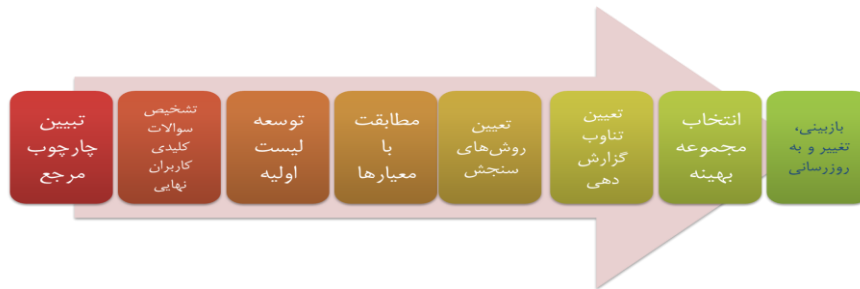 تبیین
چارچوب
مرجع
تشخیص
سوالات
کلیدی
کاربران
نهایی
توسعه
لیست
اولیه
مطابقت
با
معیارها
تعیین
روش‌های
سنجش
تعیین
تناوب
گزارش
دهی
انتخاب
مجموعه
بهینه
بازبینی،
تغییر و به
روزرسانی